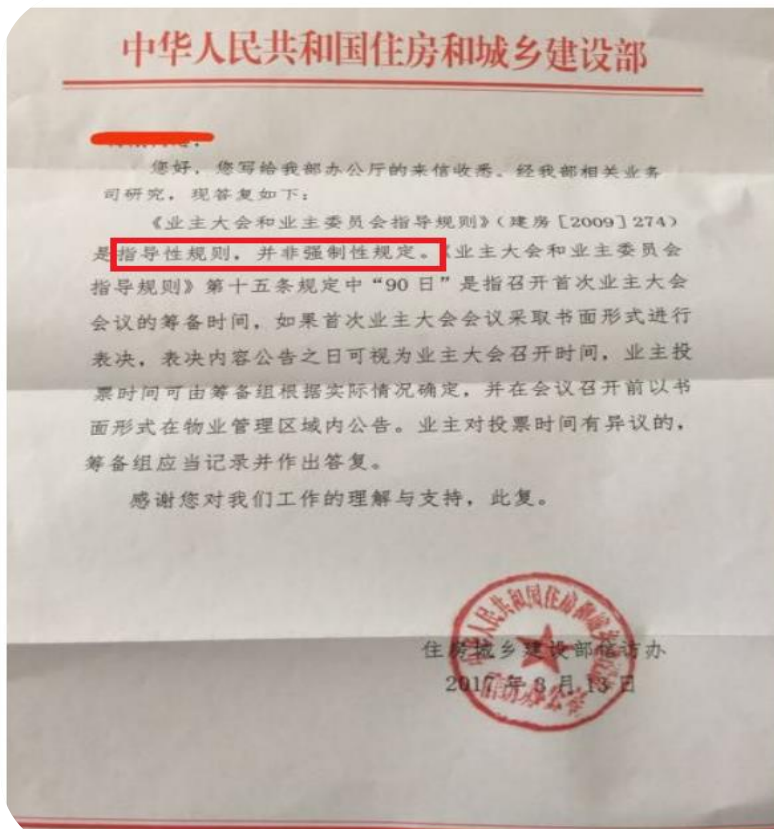 中华人民共和国住房和城乡建设部
您好，您写给我部办公厅的来信收悉。经我部相关业务
司研究，现答复如下：
《业主大会和业主委员会指导规则》（建房［2009］274）
是指导性规则，并非强制性规定。《业主大会和业主委员会
指导规则》第十五条规定中“90 日”是指召开首次业主大会
会议的筹备时间，如果首次业主大会会议采取书面形式进行
表决，表决内容公告之日可视为业主大会召开时间，业主投
票时间可由筹备组根据实际情况确定，并在会议召开前以书
面形式在物业管理区域内公告。业主对投票时间有异议的，
筹备组应当记录并作出答复。
感谢您对我们工作的理解与支持，此复。
住房城乡建设部信访办
2017 年 3 月 13 日